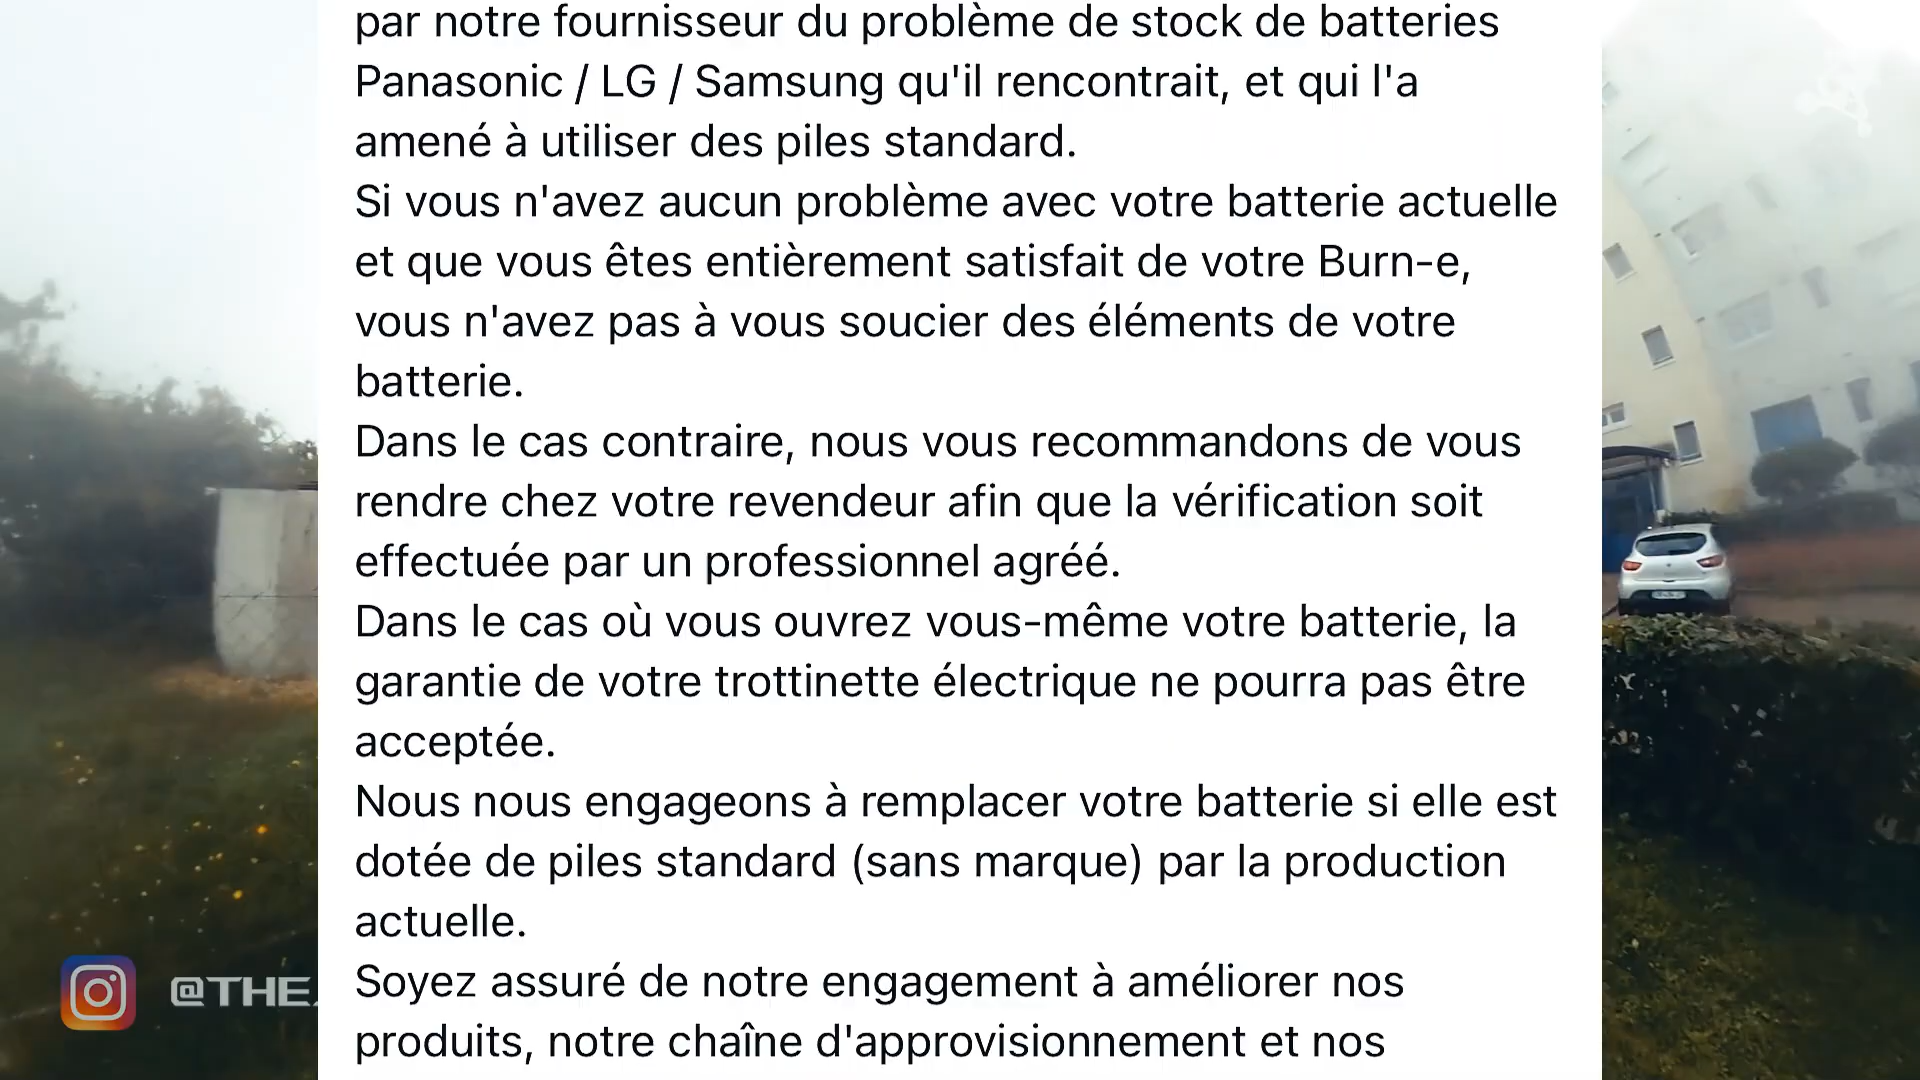 par notre fournisseur du problème de stock de batteries
Panasonic / LG / Samsung qu'il rencontrait, et qui l'a
amené à utiliser des piles standard.
Si vous n'avez aucun problème avec votre batterie actuelle
et que vous êtes entièrement satisfait de votre Burn-e,
vous n'avez pas à vous soucier des éléments de votre
batterie.
Dans le cas contraire, nous vous recommandons de vous
rendre chez votre revendeur afin que la vérification soit
effectuée par un professionnel agréé.
Dans le cas où vous ouvrez vous-même votre batterie, la
garantie de votre trottinette électrique ne pourra pas être
acceptée.
Nous nous engageons à remplacer votre batterie si elle est
dotée de piles standard (sans marque) par la production
actuelle.
Soyez assuré de notre engagement à améliorer nos
produits, notre chaîne d'approvisionnement et nos
@THE